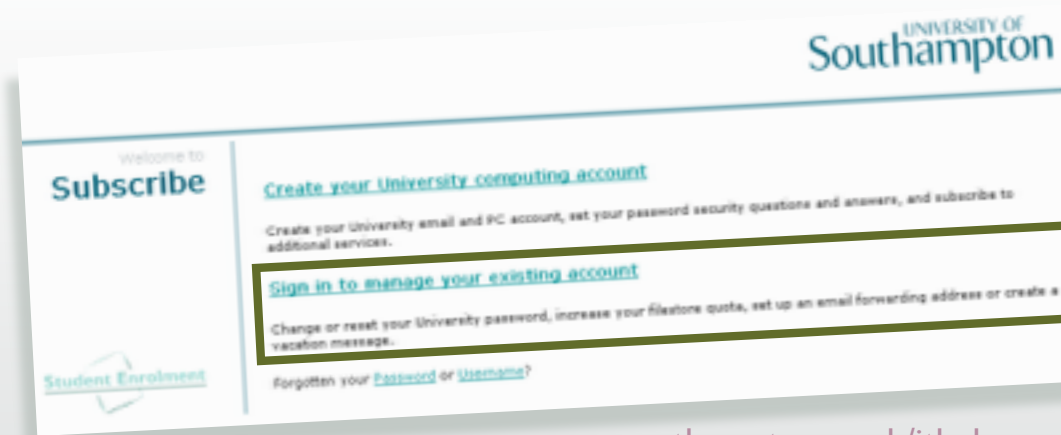 UNIVERSITY OF
Southampton
Welcome to
Subscribe
Create your University computing account
Create your University email and PC account, set your password security questions and answers, and subscribe to
additional services.
Sign in to manage your existing account
Change or reset your University password, increase your filestore quota, set up an email forwarding address or create a
vacation message.
Student Enrolment
Forgotten your Password or Username?